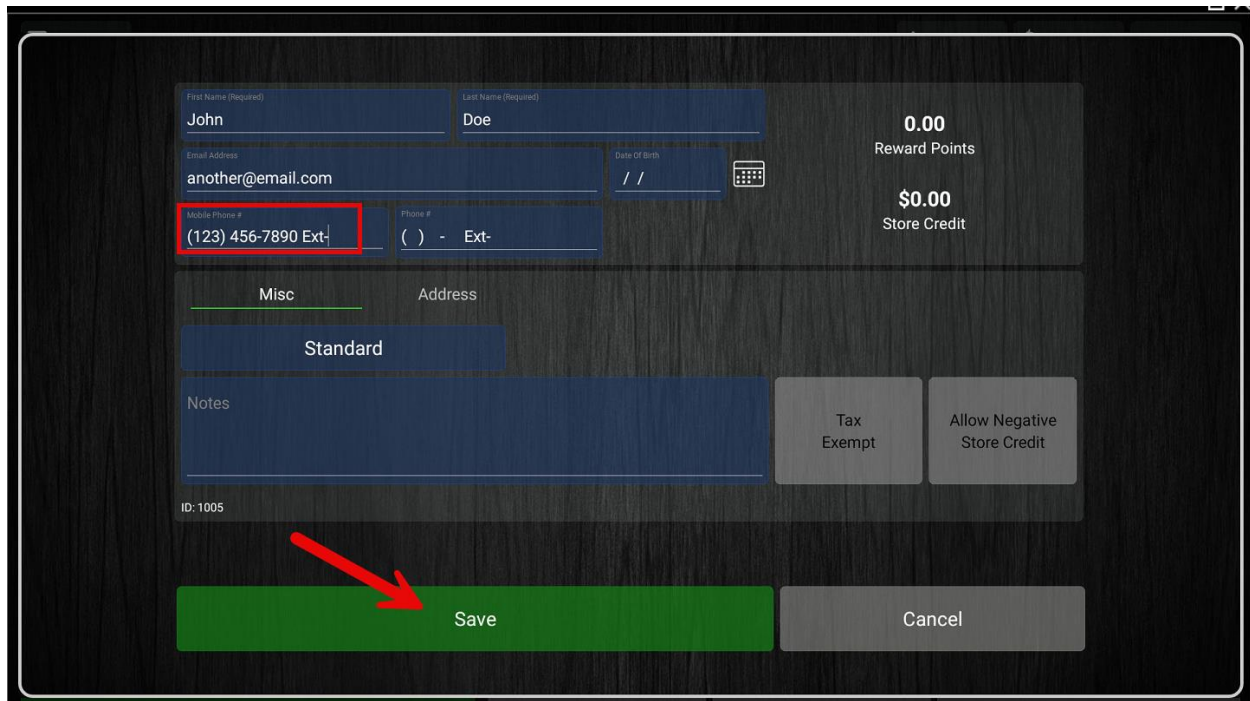 First Name (Required)
Last Name (Required)
John
Doe
Email Address
Date Of Birth
another@email.com
/ /
Mobile Phone #
Phone #
(123) 456-7890 Ext-
( ) - Ext-
0.00
Reward Points
$0.00
Store Credit
Misc
Address
Standard
Notes
Tax
Exempt
Allow Negative
Store Credit
ID: 1005
Save
Cancel